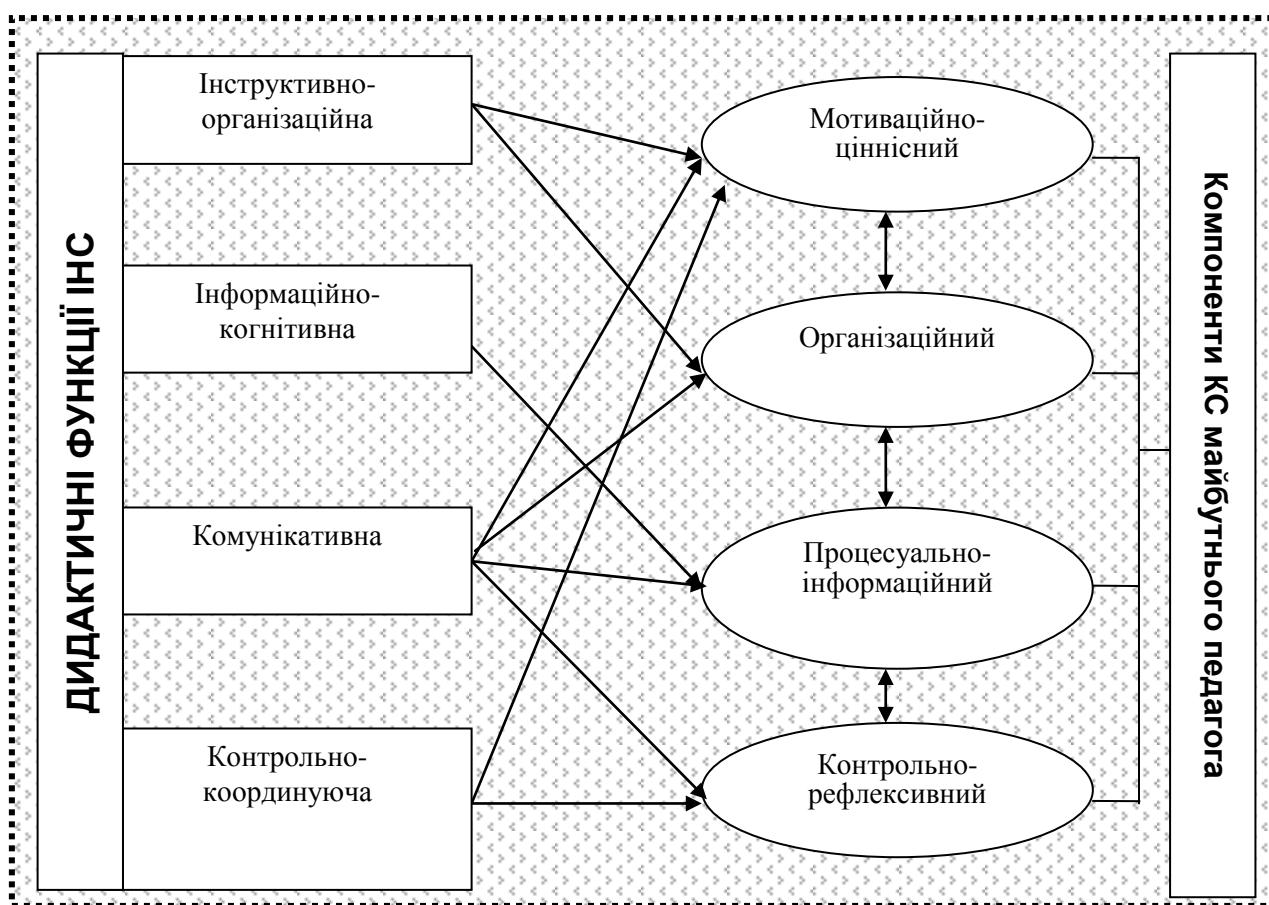 ДИДАКТИЧНІ ФУНКЦІЇ ІНС
Інструктивно-
організаційна
Інформаційно-
когнітивна
Комунікативна
Контрольно-
координуюча
Мотиваційно-
ціннісний
Організаційний
Процесуально-
інформаційний
Контрольно-
рефлексивний
Компоненти КС майбутнього педагога